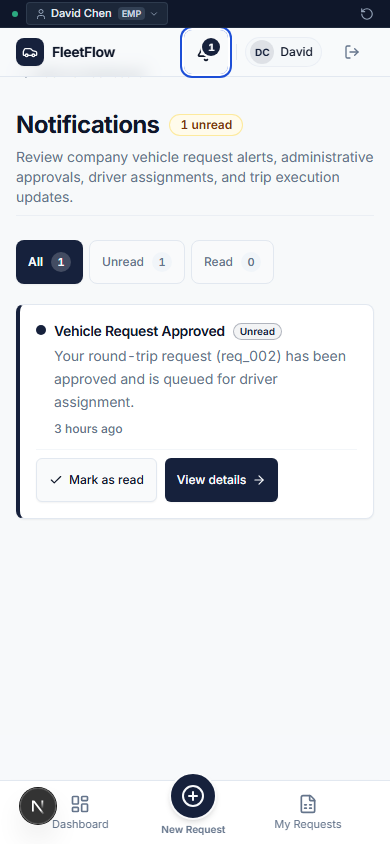 David Chen EMP
FleetFlow
1
DC David
Notifications 1 unread
Review company vehicle request alerts, administrative
approvals, driver assignments, and trip execution
updates.
All 1 Unread 1 Read 0
Vehicle Request Approved Unread
Your round-trip request (req_002) has been
approved and is queued for driver
assignment.
3 hours ago
Mark as read View details →
N
Dashboard New Request My Requests